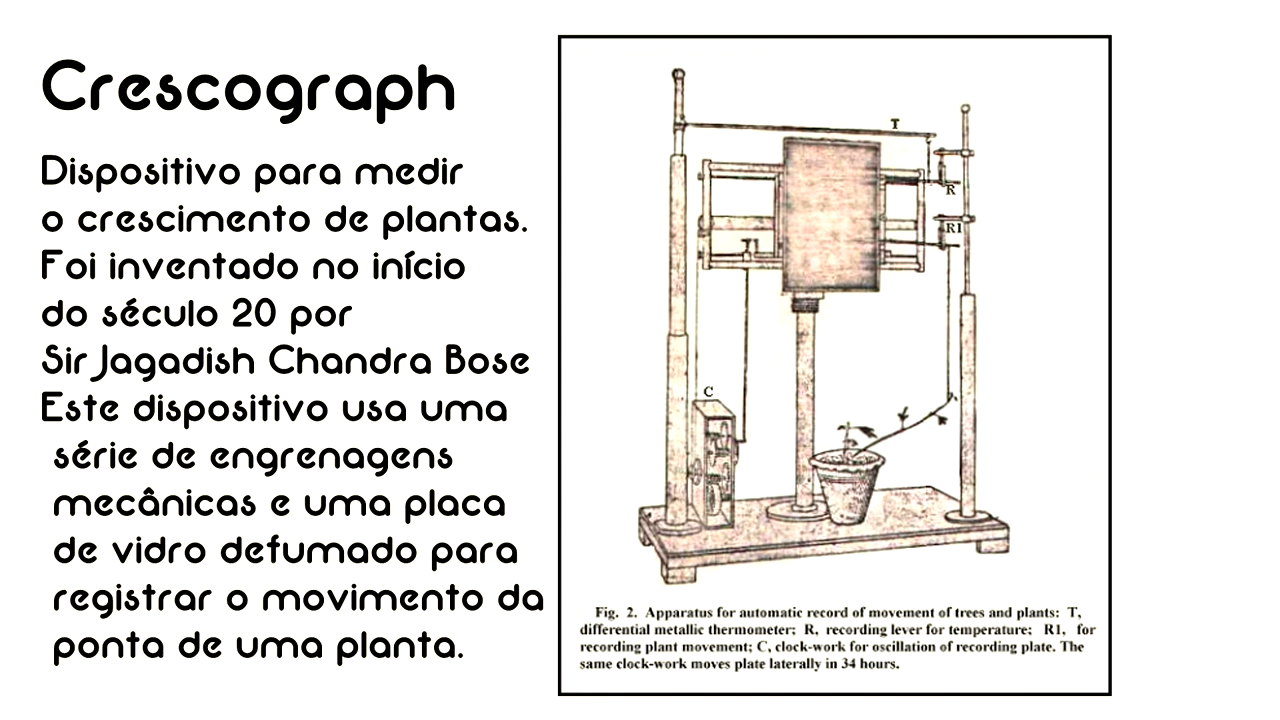 Crescograph
Dispositivo para medir
o crescimento de plantas.
Foi inventado no início
do século 20 por
Sir Jagadish Chandra Bose
Este dispositivo usa uma
série de engrenagens
mecânicas e uma placa
de vidro defumado para
registrar o movimento da
ponta de uma planta.
T
R
R1
C
Fig. 2. Apparatus for automatic record of movement of trees and plants: T,
differential metallic thermometer; R, recording lever for temperature; R1, for
recording plant movement; C, clock-work for oscillation of recording plate. The
same clock-work moves plate laterally in 34 hours.